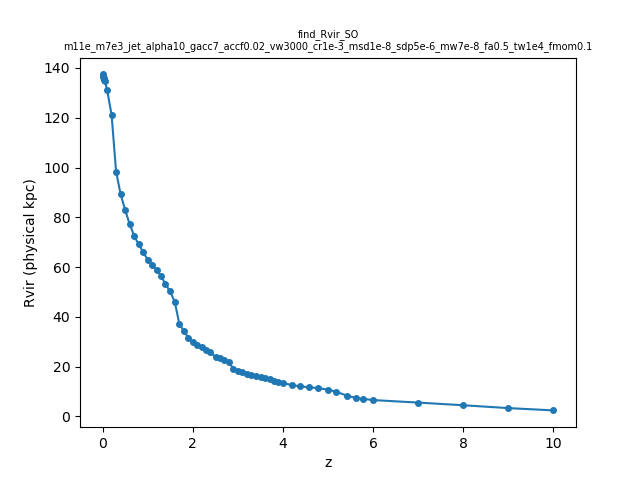 find_Rvir_SO
m11e_m7e3_jet_alpha10_gacc7_accf0.02_vw3000_cr1e-3_msd1e-8_sdp5e-6_mw7e-8_fa0.5_tw1e4_fmom0.1
140
120
100
80
60
40
20
0
Rvir (physical kpc)
0 2 4 6 8 10
z